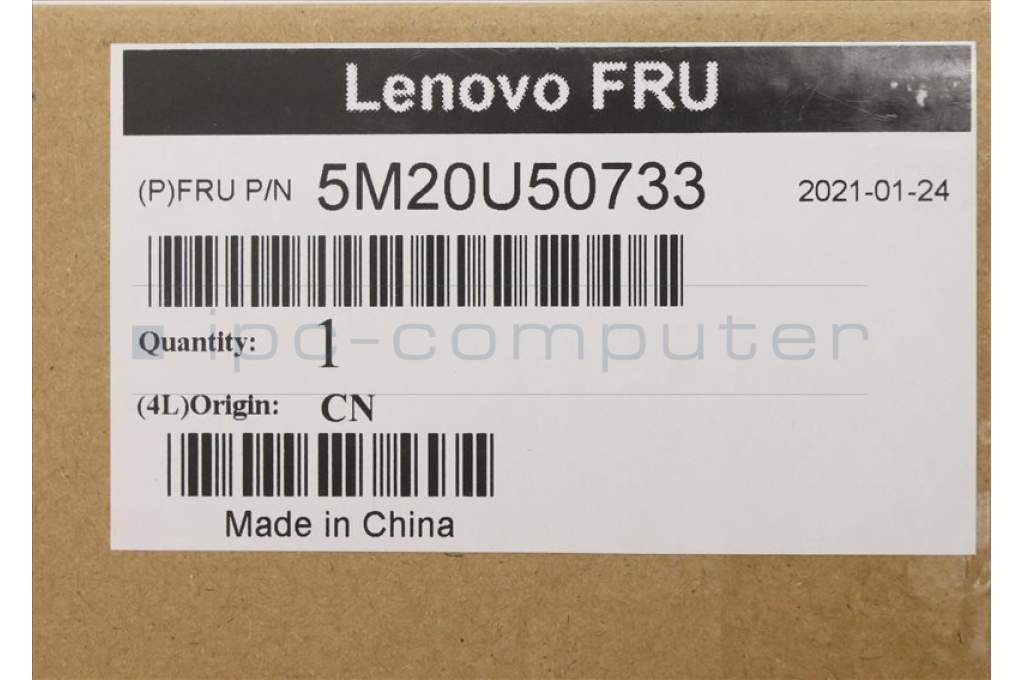 Lenovo FRU
(P)FRU P/N 5M20U50733 2021-01-24
ipc-computer
Quantity: 1
(4L)Origin: CN
Made in China